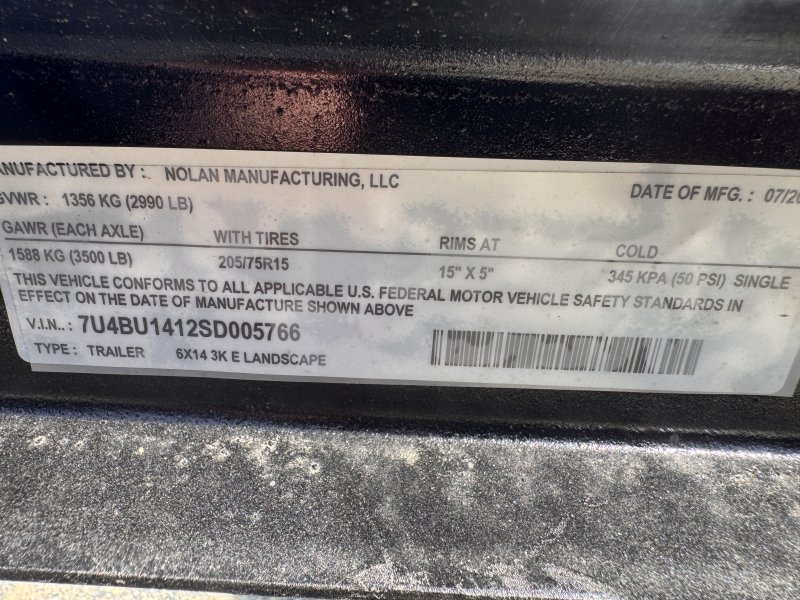 ANUFACTURED BY : NOLAN MANUFACTURING, LLC DATE OF MFG. : 07/20
GVWR : 1356 KG (2990 LB)
GAWR (EACH AXLE) WITH TIRES RIMS AT COLD
1588 KG (3500 LB) 205/75R15 15" X 5" 345 KPA (50 PSI) SINGLE
THIS VEHICLE CONFORMS TO ALL APPLICABLE U.S. FEDERAL MOTOR VEHICLE SAFETY STANDARDS IN
EFFECT ON THE DATE OF MANUFACTURE SHOWN ABOVE
V.I.N.. : 7U4BU1412SD005766
TYPE : TRAILER 6X14 3K E LANDSCAPE